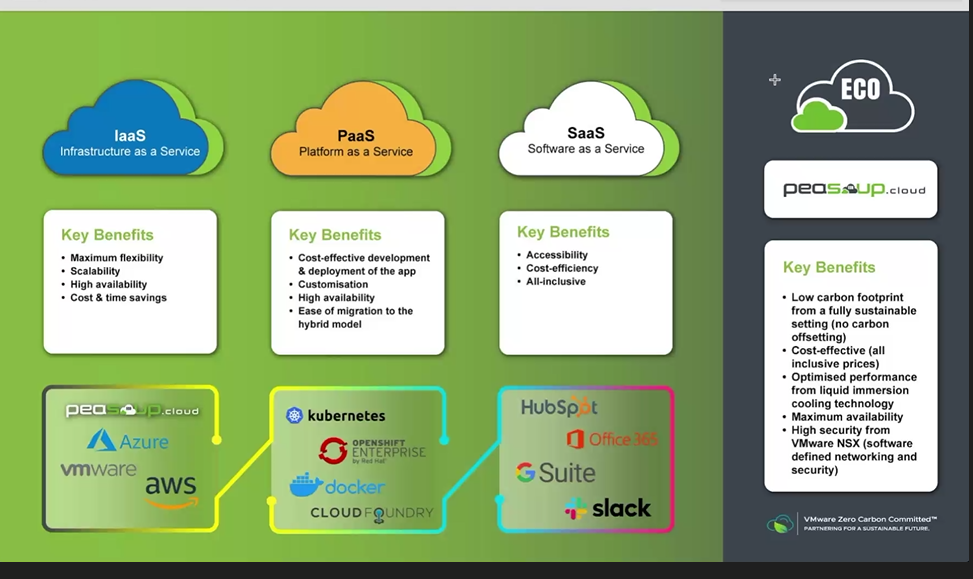 IaaS
Infrastructure as a Service
Key Benefits
• Maximum flexibility
• Scalability
• High availability
• Cost & time savings
peasoup.cloud
Azure
vmware
aws
PaaS
Platform as a Service
Key Benefits
• Cost-effective development
& deployment of the app
• Customisation
• High availability
• Ease of migration to the
hybrid model
kubernetes
OPENSHIFT
ENTERPRISE
by Red Hat
docker
CLOUD FOUNDRY
SaaS
Software as a Service
Key Benefits
• Accessibility
• Cost-efficiency
• All-inclusive
HubSpot
Office 365
G Suite
slack
ECO
peasoup.cloud
Key Benefits
• Low carbon footprint
from a fully sustainable
setting (no carbon
offsetting)
• Cost-effective (all
inclusive prices)
• Optimised performance
from liquid immersion
cooling technology
• Maximum availability
• High security from
VMware NSX (software
defined networking and
security)
VMware Zero Carbon Committed™
PARTNERING FOR A SUSTAINABLE FUTURE.